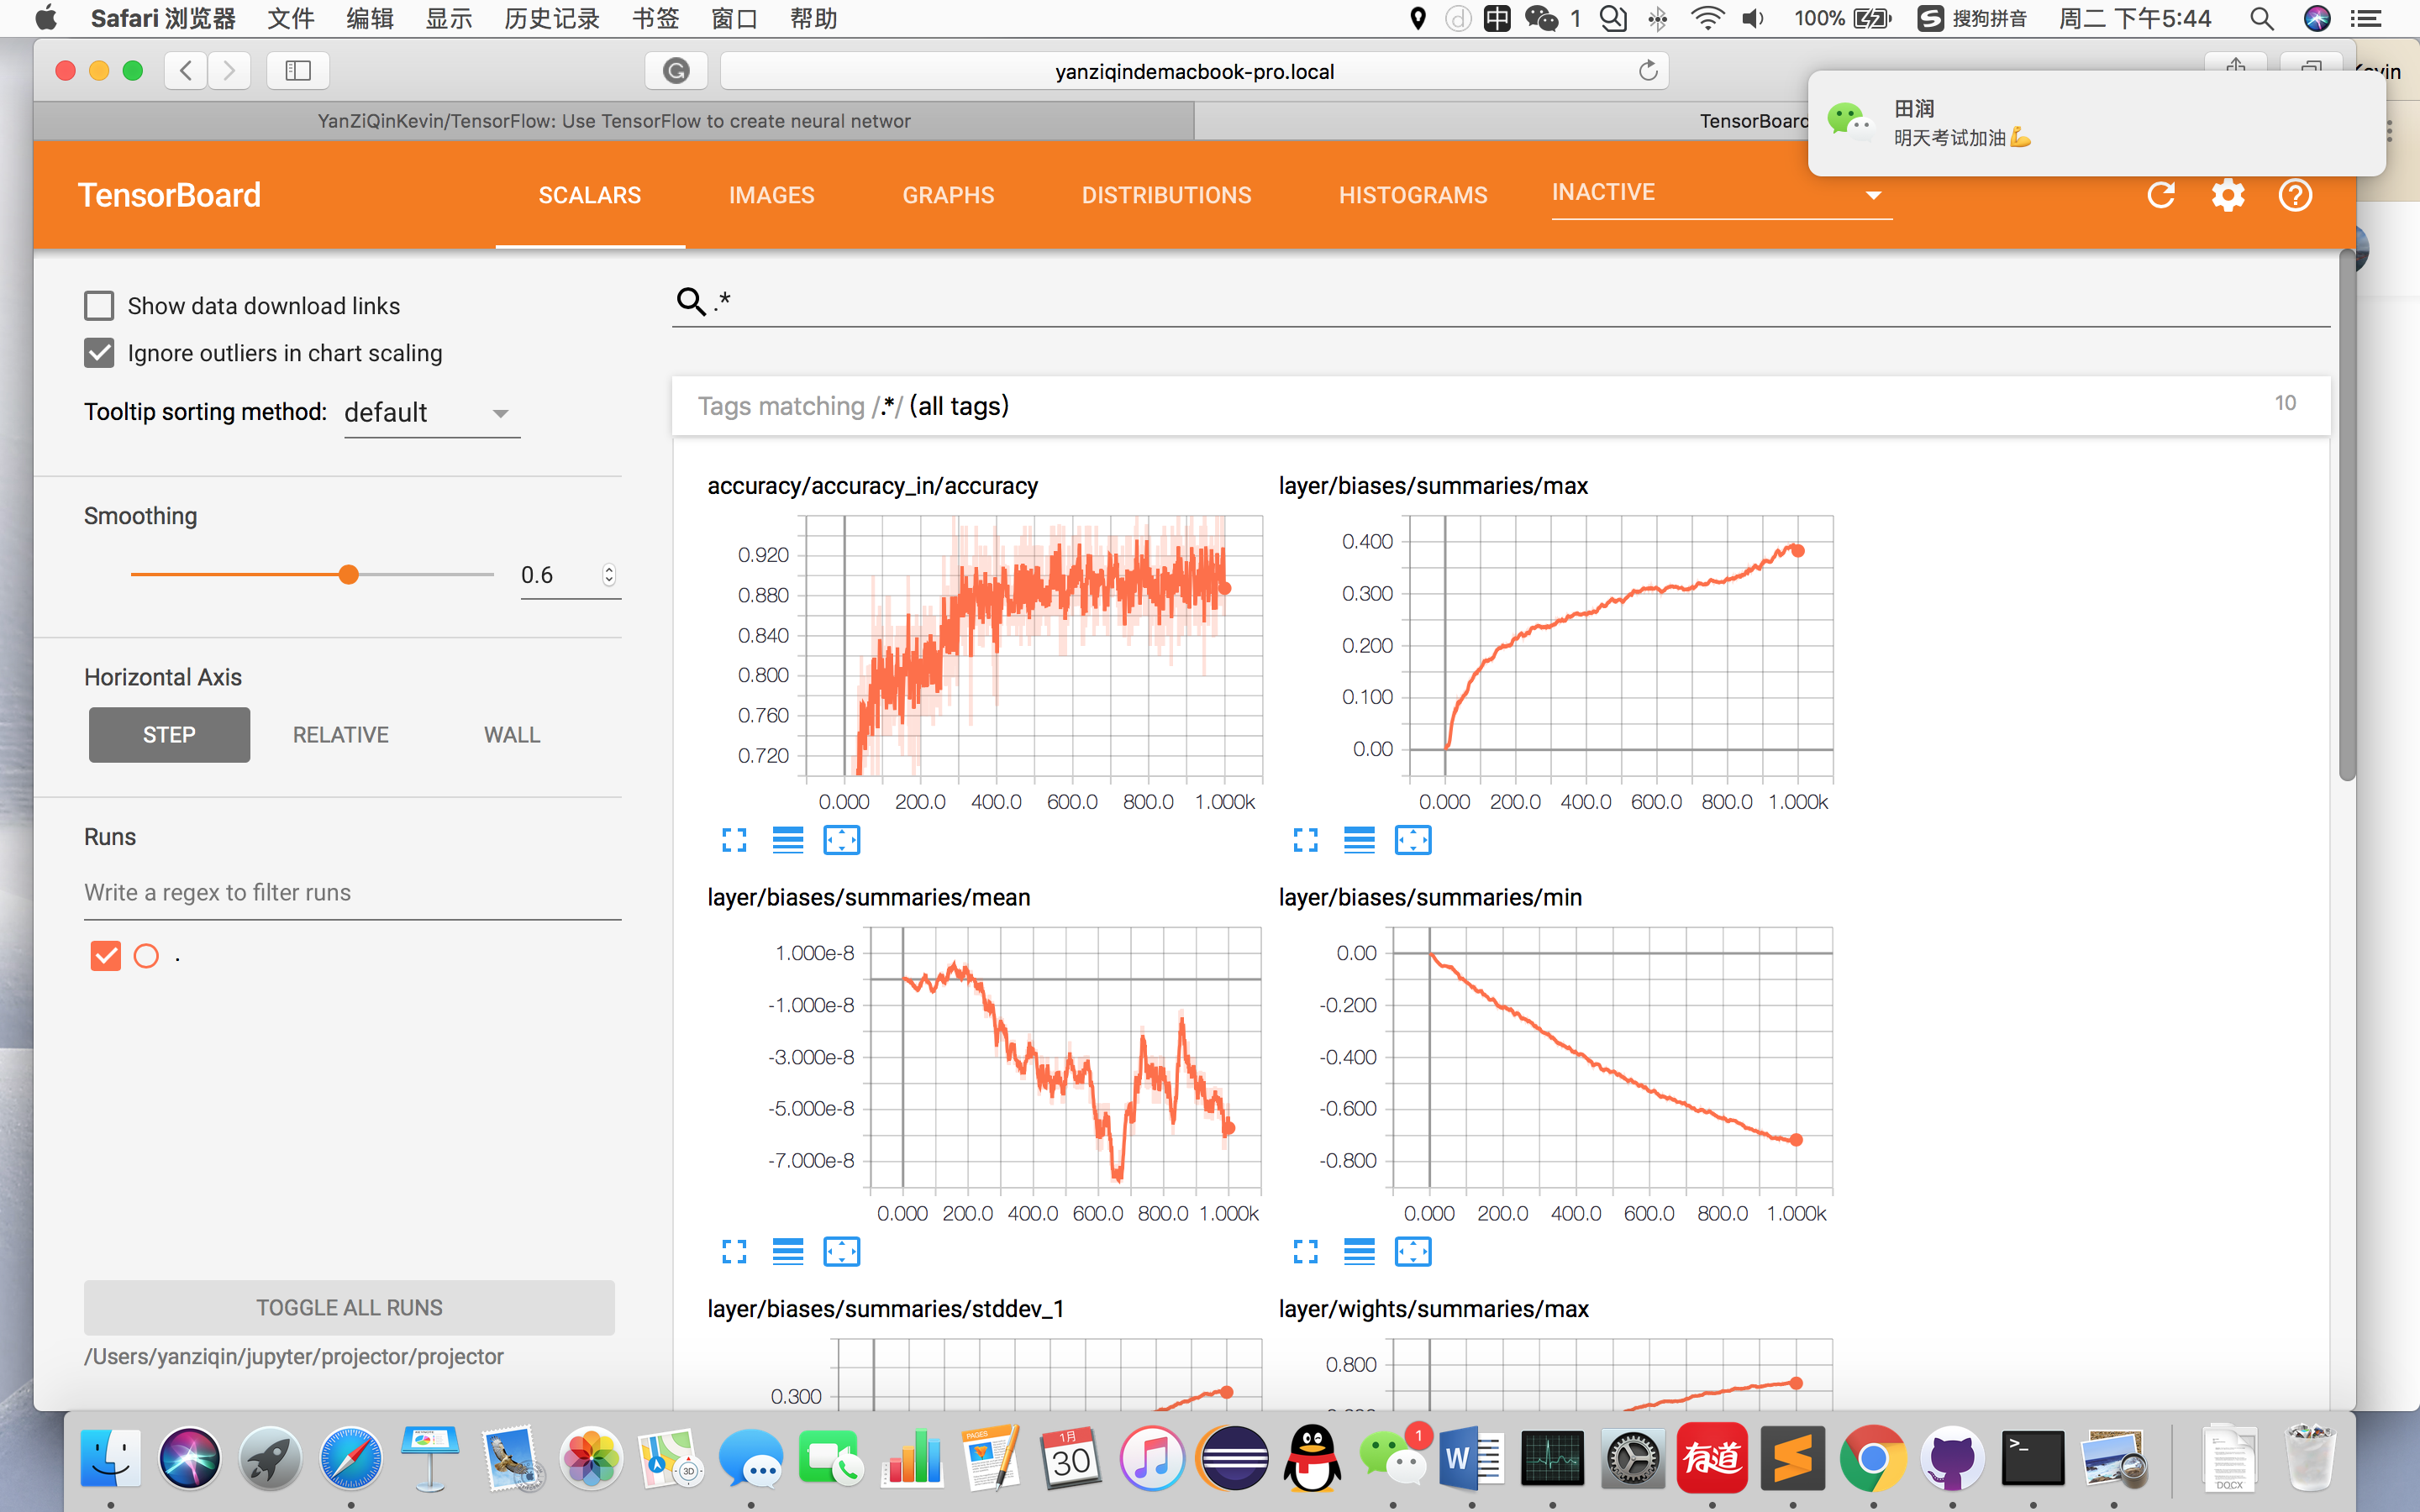 Safari 浏览器 文件 编辑 显示 历史记录 书签 窗口 帮助 ⓓ 中 1 100% S 搜狗拼音 周二 下午5:44
yanziqindemacbook-pro.local
YanZiQinKevin/TensorFlow: Use TensorFlow to create neural networ
TensorBoard
田润
明天考试加油💪
TensorBoard SCALARS IMAGES GRAPHS DISTRIBUTIONS HISTOGRAMS INACTIVE
Show data download links
Ignore outliers in chart scaling
Tooltip sorting method: default
Smoothing
0.6
Horizontal Axis
STEP RELATIVE WALL
Runs
Write a regex to filter runs
.
TOGGLE ALL RUNS
/Users/yanziqin/jupyter/projector/projector
.*
Tags matching /.*/ (all tags) 10
accuracy/accuracy_in/accuracy
0.920
0.880
0.840
0.800
0.760
0.720
0.000 200.0 400.0 600.0 800.0 1.000k
layer/biases/summaries/max
0.400
0.300
0.200
0.100
0.00
0.000 200.0 400.0 600.0 800.0 1.000k
layer/biases/summaries/mean
1.000e-8
-1.000e-8
-3.000e-8
-5.000e-8
-7.000e-8
0.000 200.0 400.0 600.0 800.0 1.000k
layer/biases/summaries/min
0.00
-0.200
-0.400
-0.600
-0.800
0.000 200.0 400.0 600.0 800.0 1.000k
layer/biases/summaries/stddev_1
0.300
layer/wights/summaries/max
0.800
3D
PAGES
1月
30
1
W
有道
>_
DOCX